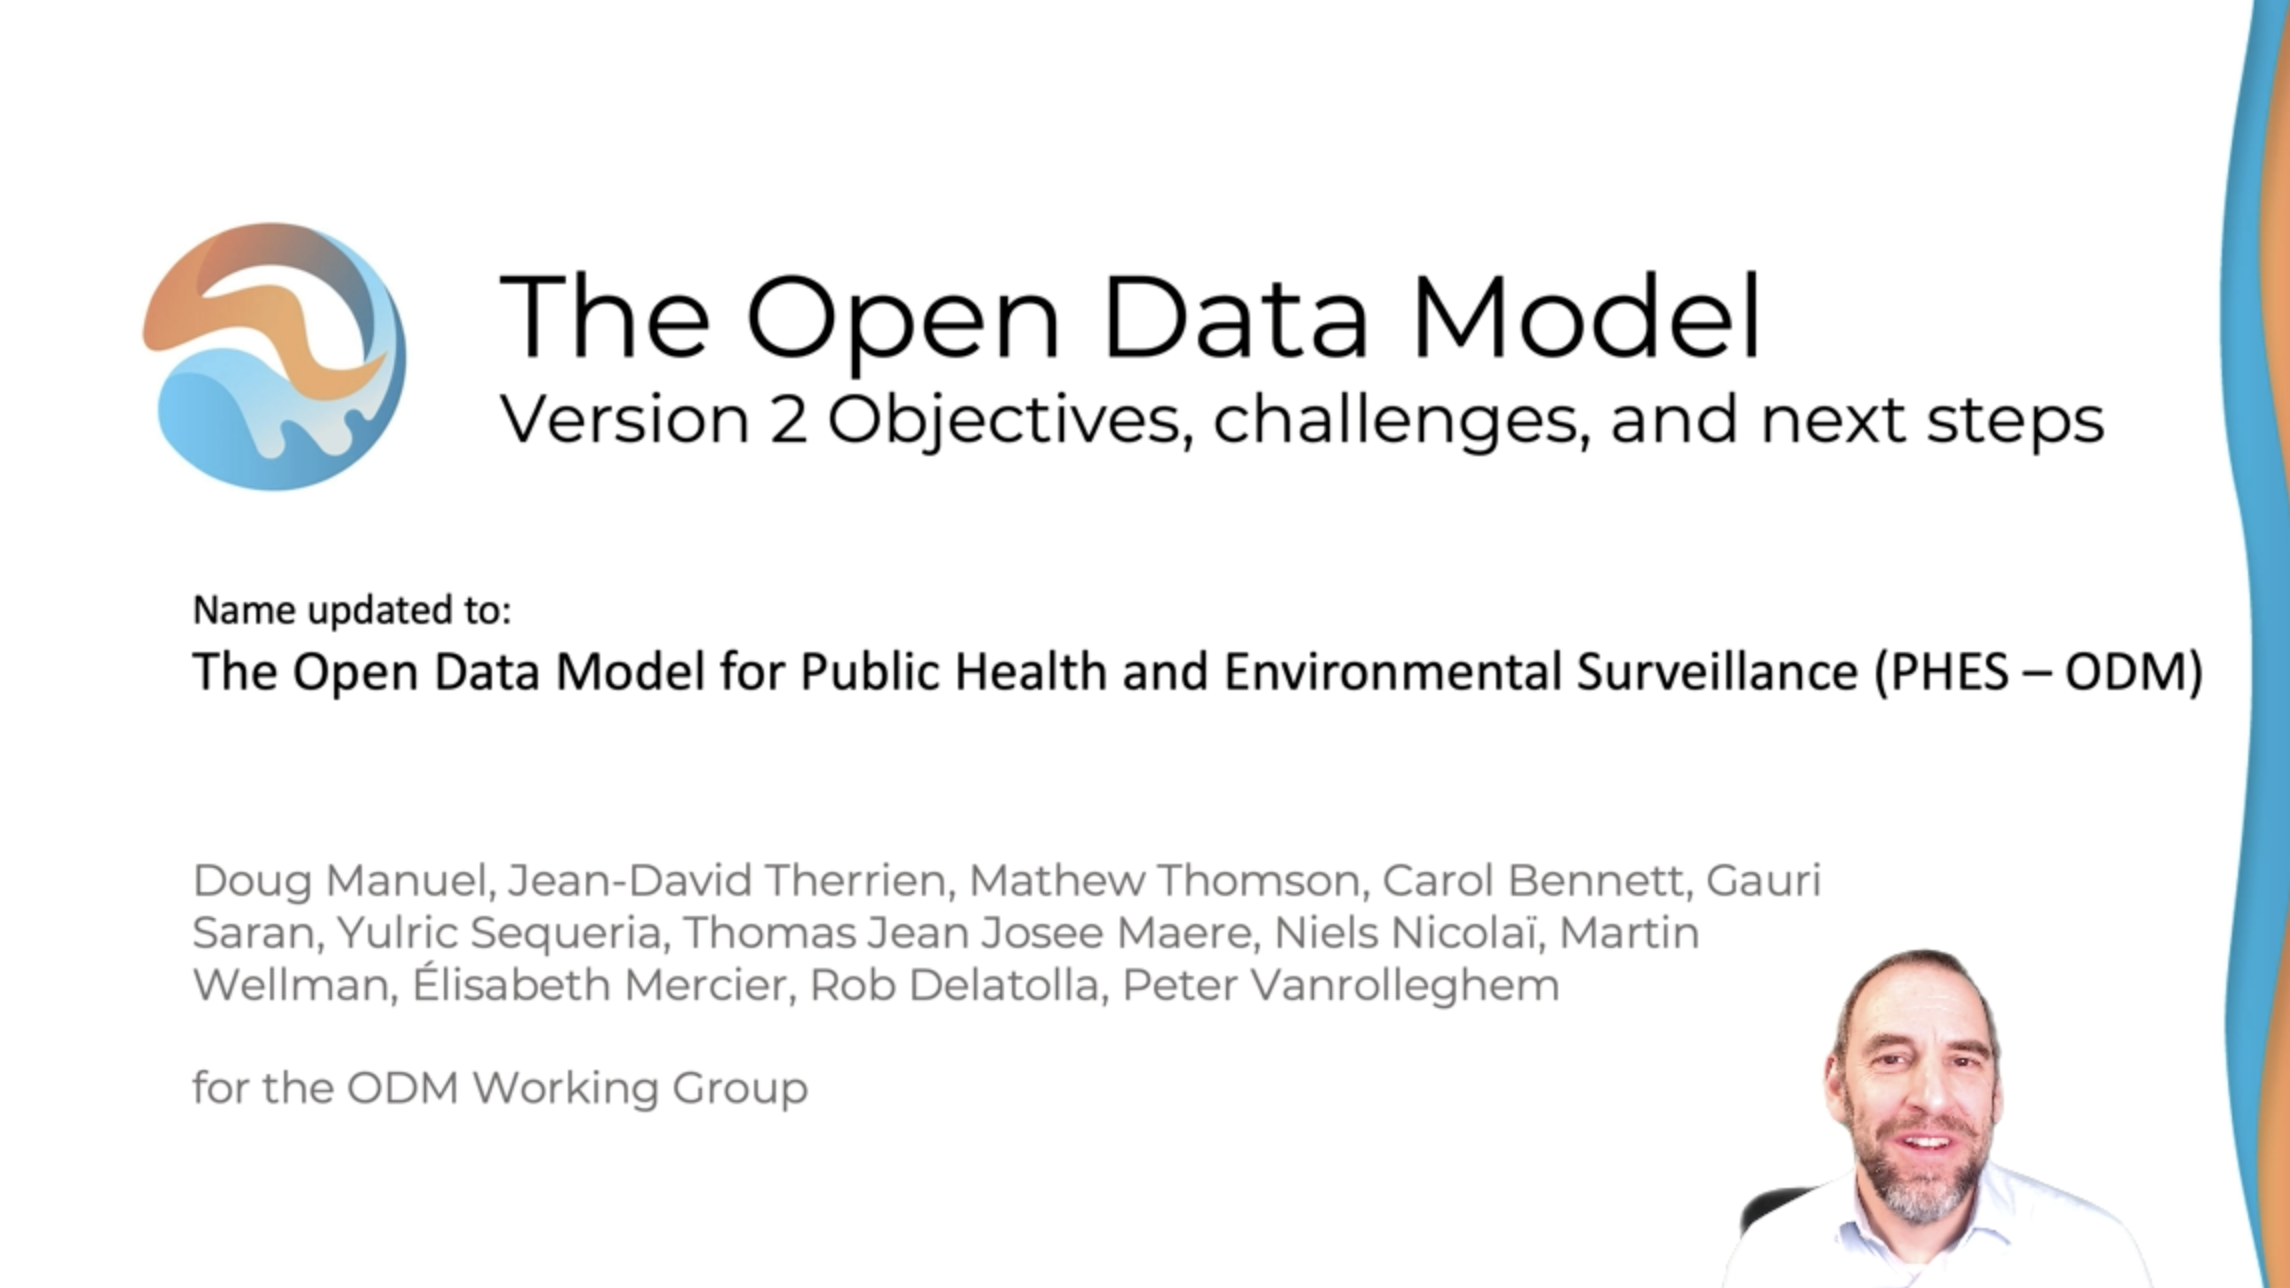 The Open Data Model
Version 2 Objectives, challenges, and next steps
Name updated to:
The Open Data Model for Public Health and Environmental Surveillance (PHES – ODM)
Doug Manuel, Jean-David Therrien, Mathew Thomson, Carol Bennett, Gauri
Saran, Yulric Sequeria, Thomas Jean Josee Maere, Niels Nicolaï, Martin
Wellman, Élisabeth Mercier, Rob Delatolla, Peter Vanrolleghem
for the ODM Working Group